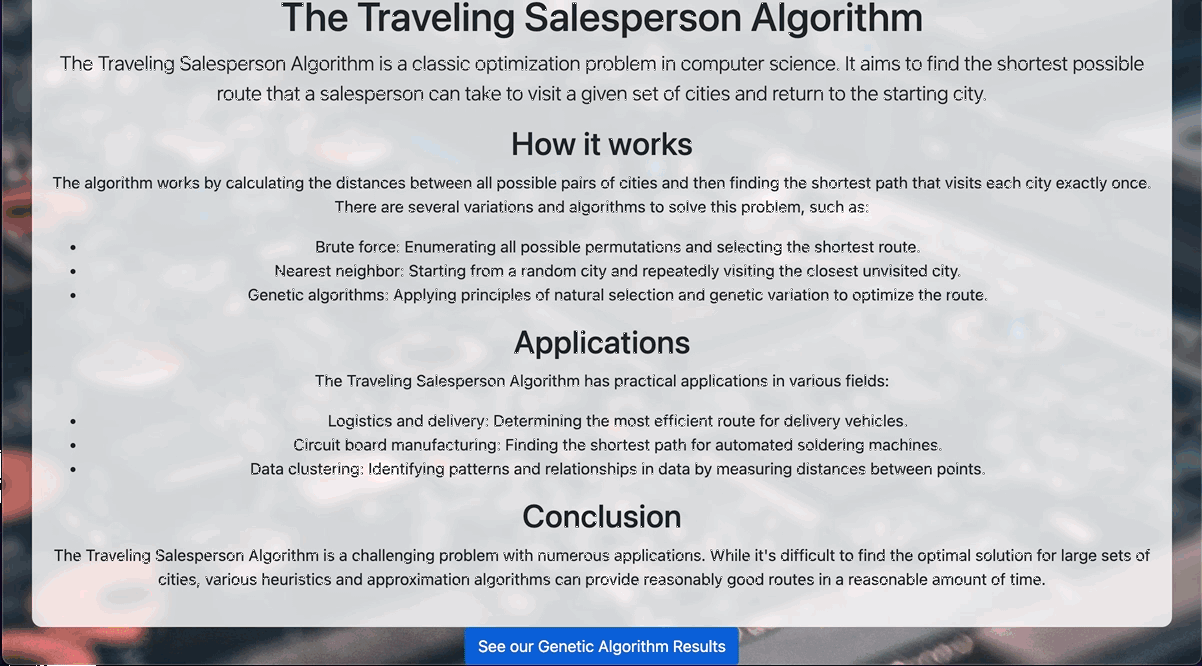 The Traveling Salesperson Algorithm
The Traveling Salesperson Algorithm is a classic optimization problem in computer science. It aims to find the shortest possible
route that a salesperson can take to visit a given set of cities and return to the starting city.
How it works
The algorithm works by calculating the distances between all possible pairs of cities and then finding the shortest path that visits each city exactly once.
There are several variations and algorithms to solve this problem, such as:
• Brute force: Enumerating all possible permutations and selecting the shortest route.
• Nearest neighbor: Starting from a random city and repeatedly visiting the closest unvisited city.
• Genetic algorithms: Applying principles of natural selection and genetic variation to optimize the route.
Applications
The Traveling Salesperson Algorithm has practical applications in various fields:
• Logistics and delivery: Determining the most efficient route for delivery vehicles.
• Circuit board manufacturing: Finding the shortest path for automated soldering machines.
• Data clustering: Identifying patterns and relationships in data by measuring distances between points.
Conclusion
The Traveling Salesperson Algorithm is a challenging problem with numerous applications. While it's difficult to find the optimal solution for large sets of
cities, various heuristics and approximation algorithms can provide reasonably good routes in a reasonable amount of time.
See our Genetic Algorithm Results